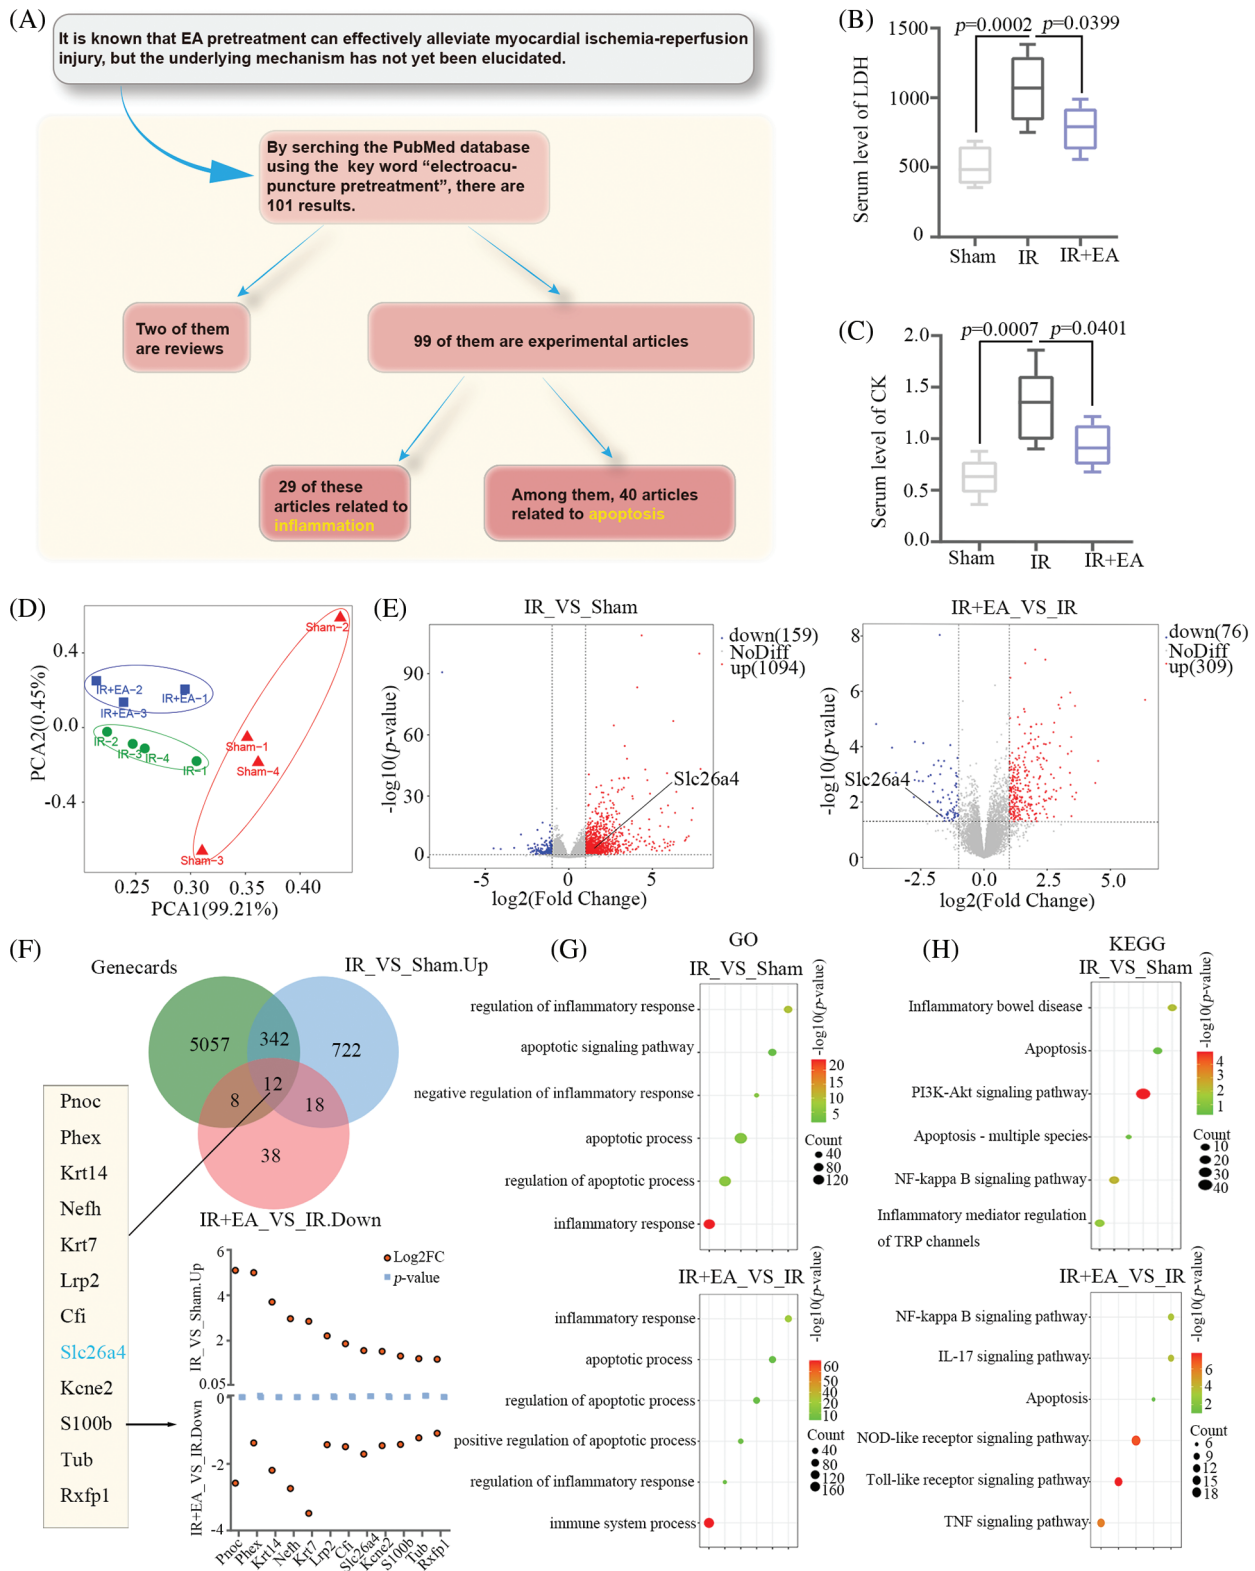 (A)
It is known that EA pretreatment can effectively alleviate myocardial ischemia-reperfusion
injury, but the underlying mechanism has not yet been elucidated.
By serching the PubMed database
using the key word “electroacu-
puncture pretreatment”, there are
101 results.
Two of them
are reviews
99 of them are experimental articles
29 of these
articles related to
inflammation
Among them, 40 articles
related to apoptosis
(B)
p=0.0002
p=0.0399
Serum level of LDH
1500
1000
500
0
Sham
IR
IR+EA
(C)
p=0.0007
p=0.0401
Serum level of CK
2.0
1.5
1.0
0.5
0.0
Sham
IR
IR+EA
(D)
PCA2(0.45%)
0.4
0.0
-0.4
Sham-2
IR+EA-2
IR+EA-1
IR+EA-3
IR-2
IR-3
IR-4
IR-1
Sham-1
Sham-4
Sham-3
0.25
0.30
0.35
0.40
PCA1(99.21%)
(E)
IR_VS_Sham
-log10(p-value)
90
60
30
0
-5
0
5
log2(Fold Change)
down(159)
NoDiff
up(1094)
Slc26a4
IR+EA_VS_IR
-log10(p-value)
8
6
4
2
0
-2.5
0.0
2.5
5.0
log2(Fold Change)
down(76)
NoDiff
up(309)
Slc26a4
(F)
Genecards
IR_VS_Sham.Up
5057
342
722
12
8
18
38
IR+EA_VS_IR.Down
Pnoc
Phex
Krt14
Nefh
Krt7
Lrp2
Cfi
Slc26a4
Kcne2
S100b
Tub
Rxfp1
IR_VS_Sham.Up
6
4
2
0.05
0
Log2FC
p-value
IR+EA_VS_IR.Down
-2
-4
Pnoc
Phex
Krt14
Nefh
Krt7
Lrp2
Cfi
Slc26a4
Kcne2
S100b
Tub
Rxfp1
(G)
GO
IR_VS_Sham
regulation of inflammatory response
apoptotic signaling pathway
negative regulation of inflammatory response
apoptotic process
regulation of apoptotic process
inflammatory response
-log10(p-value)
20
15
10
5
Count
40
80
120
IR+EA_VS_IR
inflammatory response
apoptotic process
regulation of apoptotic process
positive regulation of apoptotic process
regulation of inflammatory response
immune system process
-log10(p-value)
60
40
30
20
10
Count
40
80
120
160
(H)
KEGG
IR_VS_Sham
Inflammatory bowel disease
Apoptosis
PI3K-Akt signaling pathway
Apoptosis - multiple species
NF-kappa B signaling pathway
Inflammatory mediator regulation
of TRP channels
-log10(p-value)
4
3
2
1
Count
10
20
30
40
IR+EA_VS_IR
NF-kappa B signaling pathway
IL-17 signaling pathway
Apoptosis
NOD-like receptor signaling pathway
Toll-like receptor signaling pathway
TNF signaling pathway
-log10(p-value)
6
4
2
Count
6
9
12
15
18